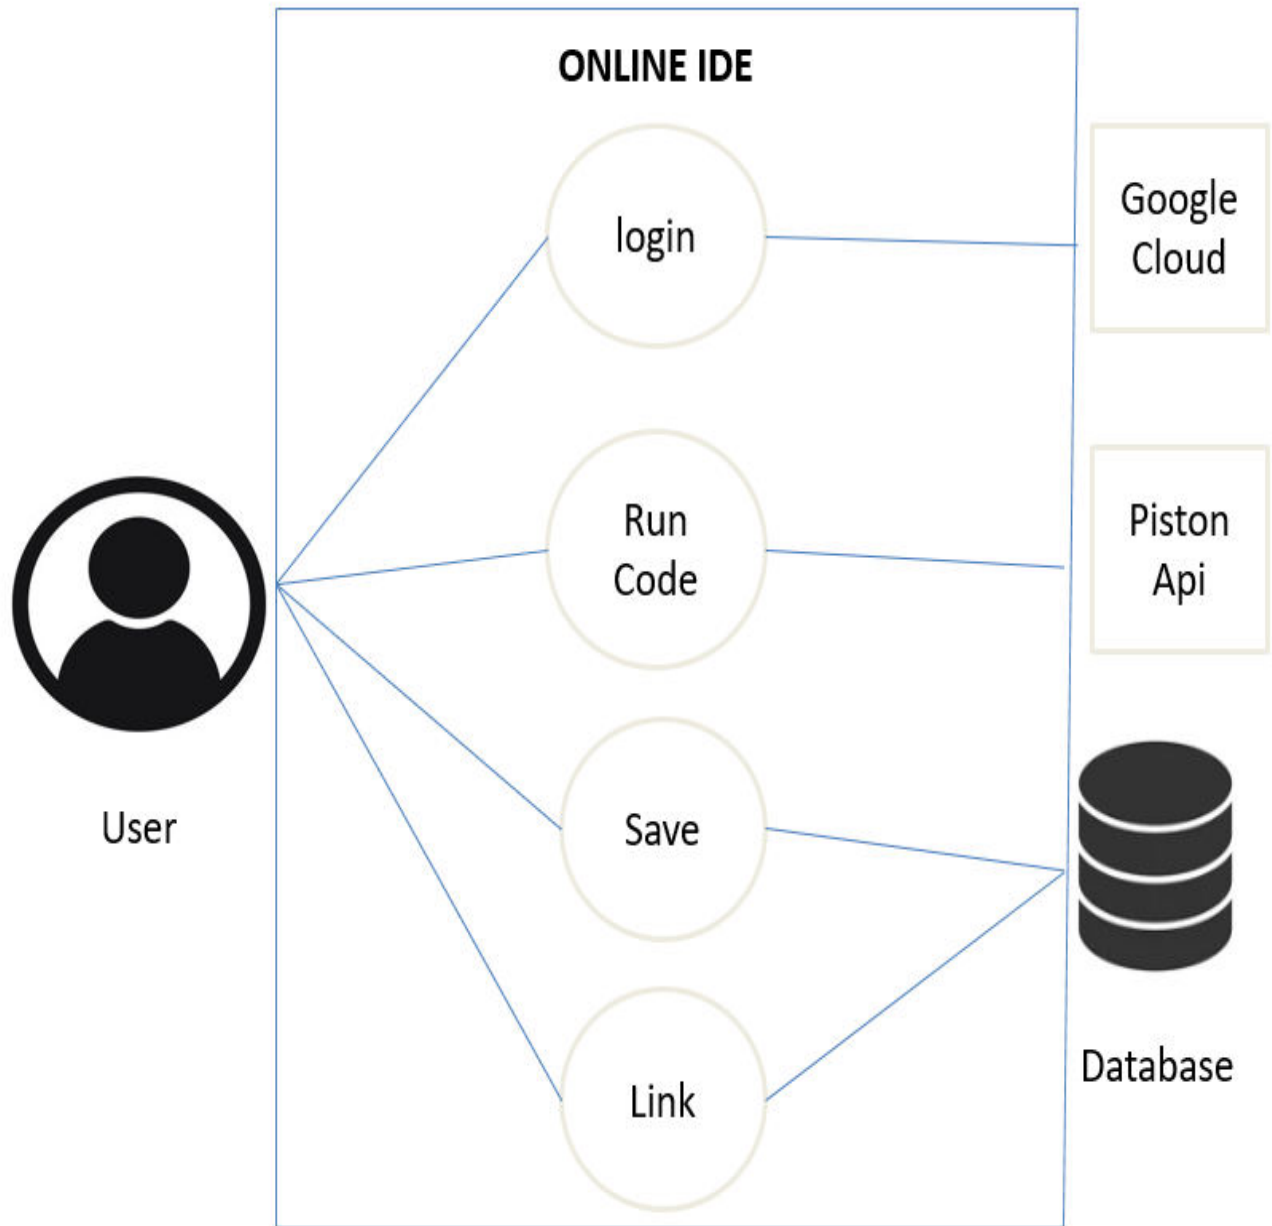 ONLINE IDE
login
Google
Cloud
Run
Code
Piston
Api
User
Save
Database
Link